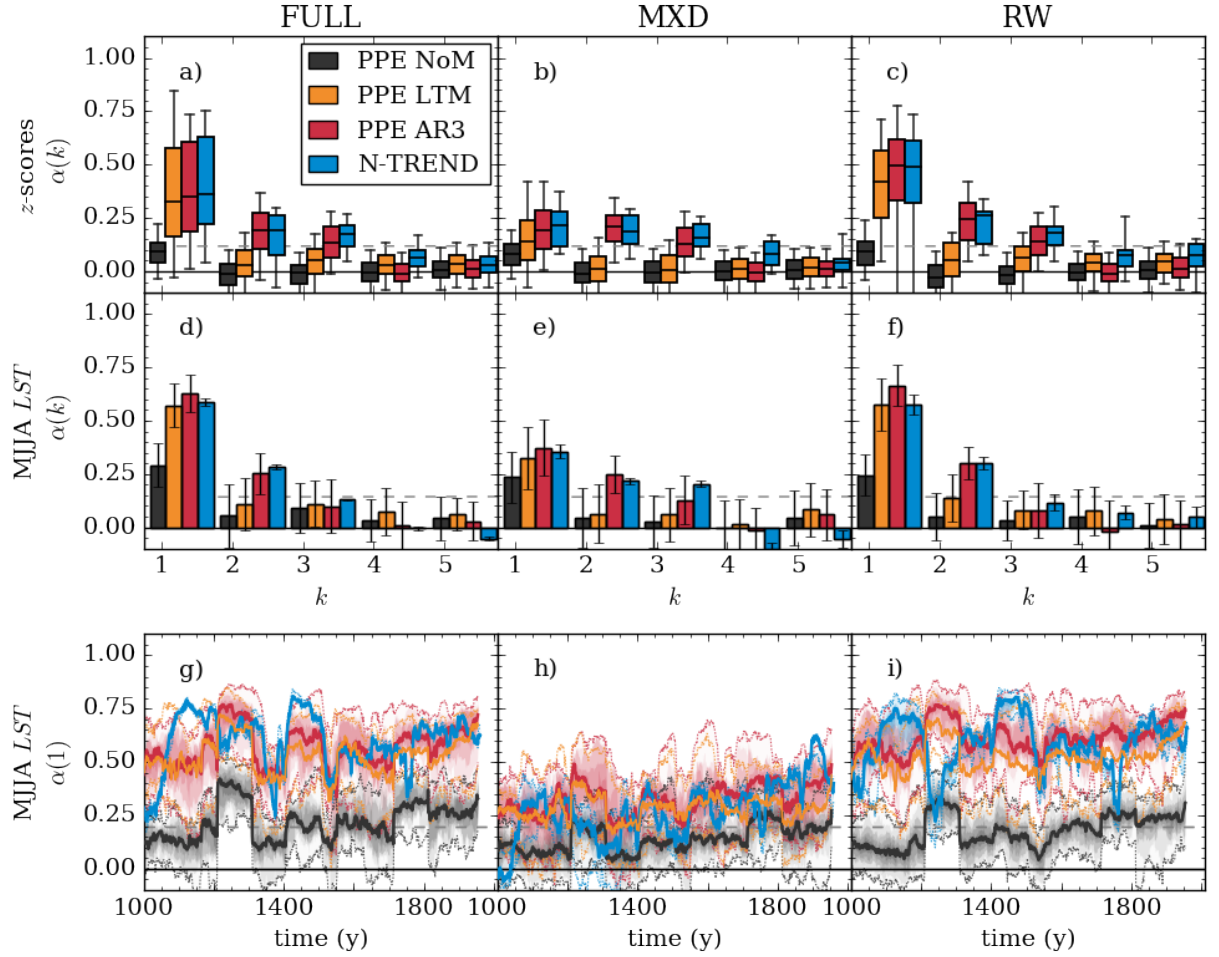 FULL MXD RW
z-scores
α(k)
1.00
0.75
0.50
0.25
0.00
a)
PPE NoM
PPE LTM
PPE AR3
N-TREND
b)
c)
MJJA LST
α(k)
1.00
0.75
0.50
0.25
0.00
d)
e)
f)
1 2 3 4 5 1 2 3 4 5 1 2 3 4 5
k k k
MJJA LST
α(1)
1.00
0.75
0.50
0.25
0.00
g)
h)
i)
1000 1400 1800 1000 1400 1800 1000 1400 1800
time (y) time (y) time (y)